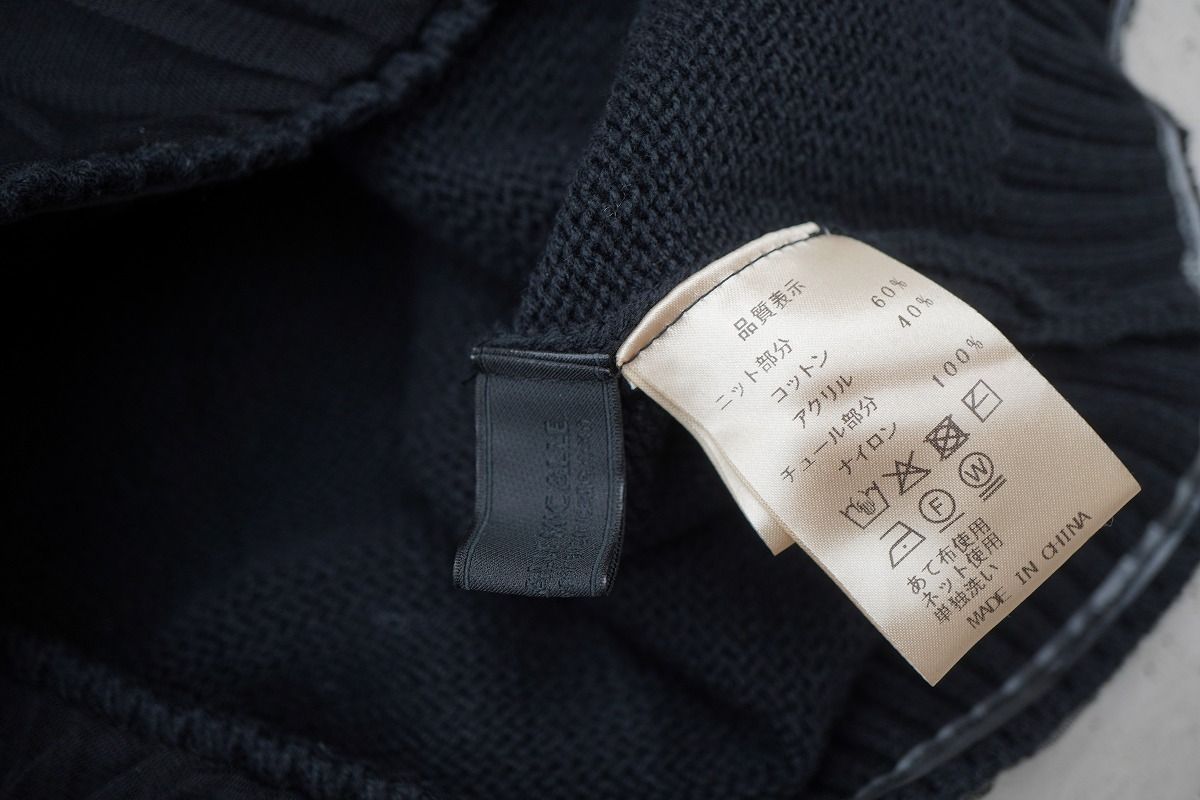 品質表示
ニット部分
コットン 60%
アクリル 40%
チュール部分
ナイロン 100%
F W
あて布使用
ネット使用
単独洗い
MADE IN CHINA